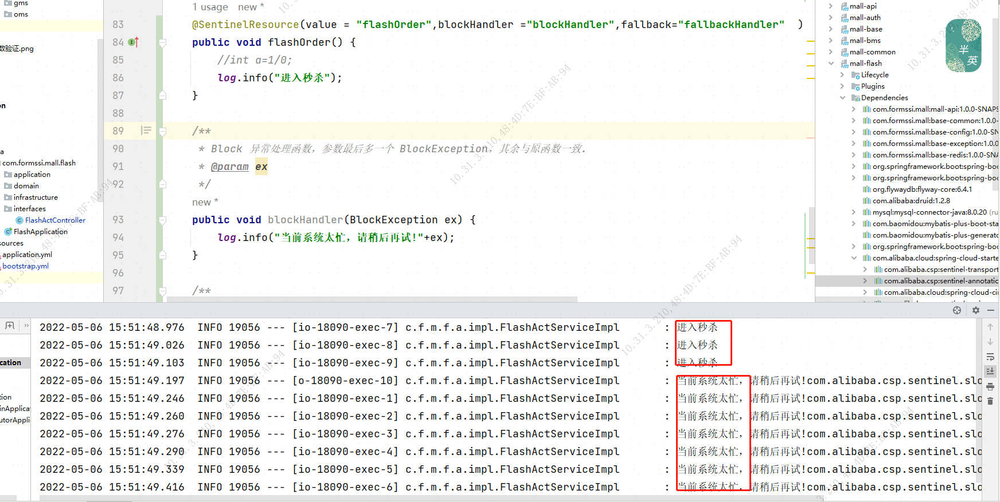 gms
oms
数验证.png
on
a
com.formssi.mall.flash
application
domain
infrastructure
interfaces
FlashActController
FlashApplication
sources
application.yml
bootstrap.yml
1 usage new *
83 @SentinelResource(value = "flashOrder",blockHandler ="blockHandler",fallback="fallbackHandler" )
84 public void flashOrder() {
85 //int a=1/0;
86 log.info("进入秒杀");
87 }
88
89 /**
90 * Block 异常处理函数，参数最后多一个 BlockException，其余与原函数一致.
91 * @param ex
92 */
new *
93 public void blockHandler(BlockException ex) {
94 log.info("当前系统太忙，请稍后再试!"+ex);
95 }
96
97 /**
mall-api
mall-auth
mall-base
mall-bms
mall-common
mall-flash
Lifecycle
Plugins
Dependencies
com.formssi.mall:mall-api:1.0.0-SNAPS
com.formssi.mall:base-common:1.0.0-
com.formssi.mall:base-config:1.0.0-SN
com.formssi.mall:base-exception:1.0.0
com.formssi.mall:base-redis:1.0.0-SNA
org.springframework.boot:spring-boo
org.springframework.boot:spring-boo
org.flywaydb:flyway-core:6.4.1
com.alibaba:druid:1.2.8
mysql:mysql-connector-java:8.0.20 (ru
com.baomidou:mybatis-plus-boot-sta
com.baomidou:mybatis-plus-generato
org.springframework.boot:spring-boo
com.alibaba.cloud:spring-cloud-starte
com.alibaba.csp:sentinel-transport
com.alibaba.csp:sentinel-annotatio
com.alibaba.cloud:spring-cloud-cir
半
英
cation
tion
inApplicat
utorAppli
2022-05-06 15:51:48.976 INFO 19056 --- [io-18090-exec-7] c.f.m.f.a.impl.FlashActServiceImpl : 进入秒杀
2022-05-06 15:51:49.026 INFO 19056 --- [io-18090-exec-8] c.f.m.f.a.impl.FlashActServiceImpl : 进入秒杀
2022-05-06 15:51:49.103 INFO 19056 --- [io-18090-exec-9] c.f.m.f.a.impl.FlashActServiceImpl : 进入秒杀
2022-05-06 15:51:49.197 INFO 19056 --- [o-18090-exec-10] c.f.m.f.a.impl.FlashActServiceImpl : 当前系统太忙，请稍后再试!com.alibaba.csp.sentinel.slo
2022-05-06 15:51:49.246 INFO 19056 --- [io-18090-exec-1] c.f.m.f.a.impl.FlashActServiceImpl : 当前系统太忙，请稍后再试!com.alibaba.csp.sentinel.slo
2022-05-06 15:51:49.260 INFO 19056 --- [io-18090-exec-2] c.f.m.f.a.impl.FlashActServiceImpl : 当前系统太忙，请稍后再试!com.alibaba.csp.sentinel.slo
2022-05-06 15:51:49.276 INFO 19056 --- [io-18090-exec-3] c.f.m.f.a.impl.FlashActServiceImpl : 当前系统太忙，请稍后再试!com.alibaba.csp.sentinel.slo
2022-05-06 15:51:49.290 INFO 19056 --- [io-18090-exec-4] c.f.m.f.a.impl.FlashActServiceImpl : 当前系统太忙，请稍后再试!com.alibaba.csp.sentinel.slo
2022-05-06 15:51:49.339 INFO 19056 --- [io-18090-exec-5] c.f.m.f.a.impl.FlashActServiceImpl : 当前系统太忙，请稍后再试!com.alibaba.csp.sentinel.slo
2022-05-06 15:51:49.416 INFO 19056 --- [io-18090-exec-6] c.f.m.f.a.impl.FlashActServiceImpl : 当前系统太忙，请稍后再试!com.alibaba.csp.sentinel.slo
10.31.3.210,48:4D:7E:BF:AB:94